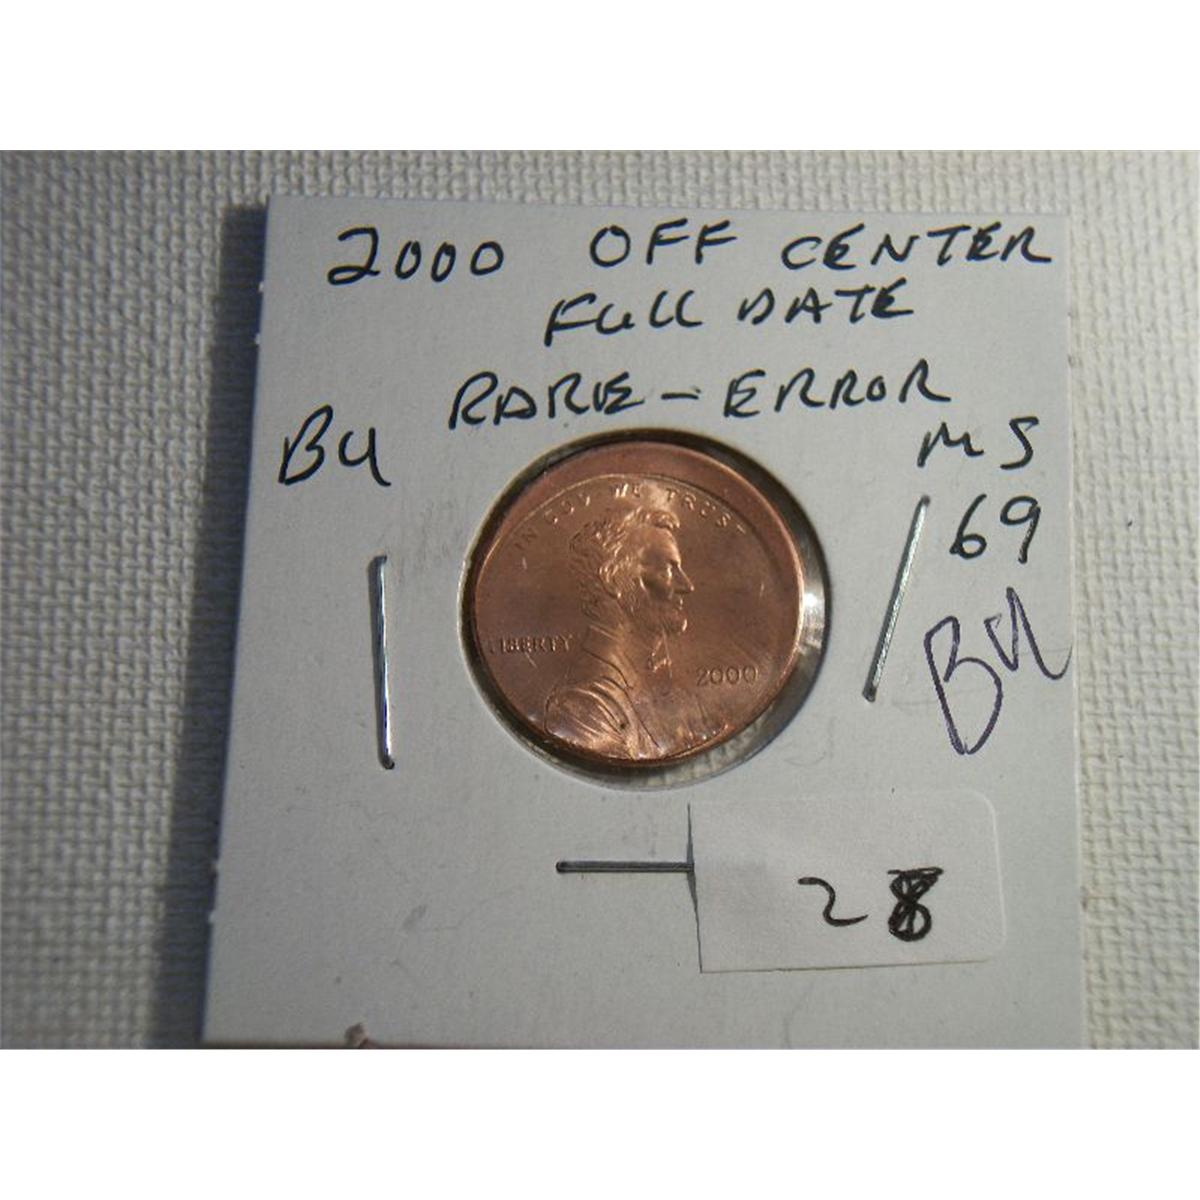 2000 OFF CENTER
FULL DATE
RARE - ERROR
BU
MS
69
BU
IN GOD WE TRUST
LIBERTY
2000
28